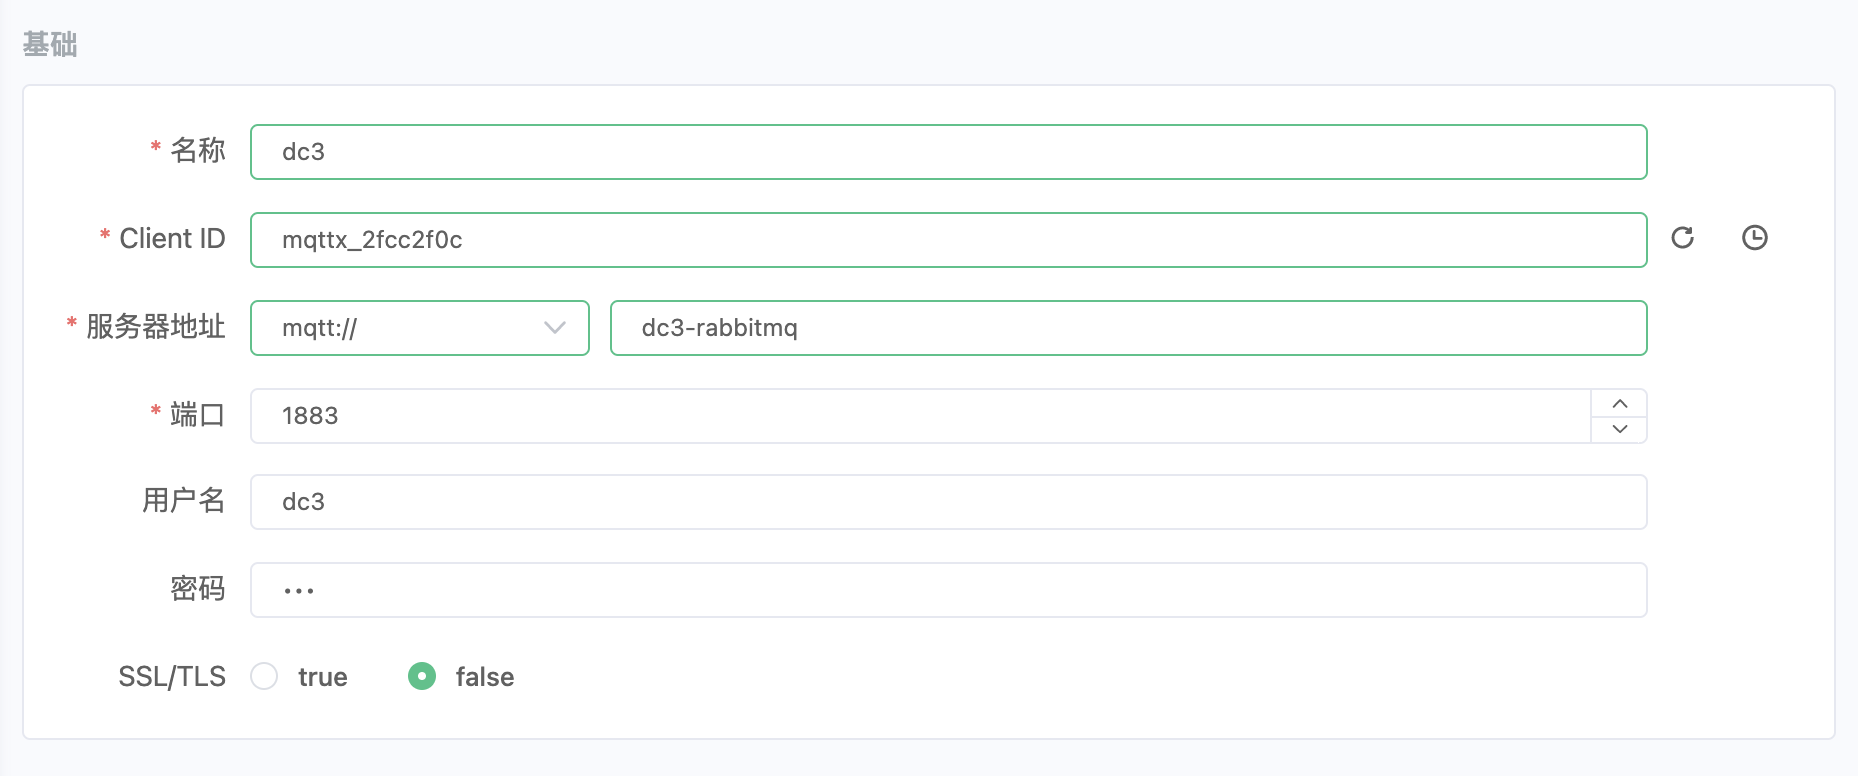 基础
* 名称 dc3
* Client ID mqttx_2fcc2f0c
* 服务器地址 mqtt:// dc3-rabbitmq
* 端口 1883
用户名 dc3
密码 •••
SSL/TLS true false